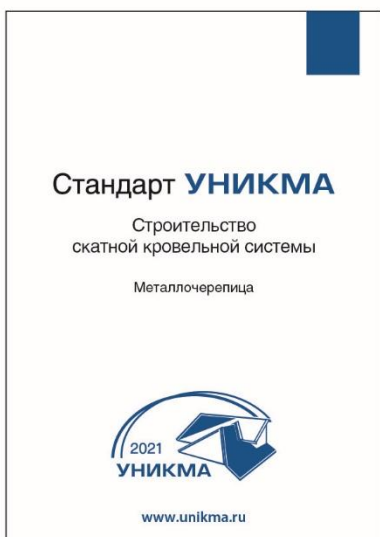 Стандарт УНИКМА
Строительство
скатной кровельной системы
Металлочерепица
2021
УНИКМА
www.unikma.ru